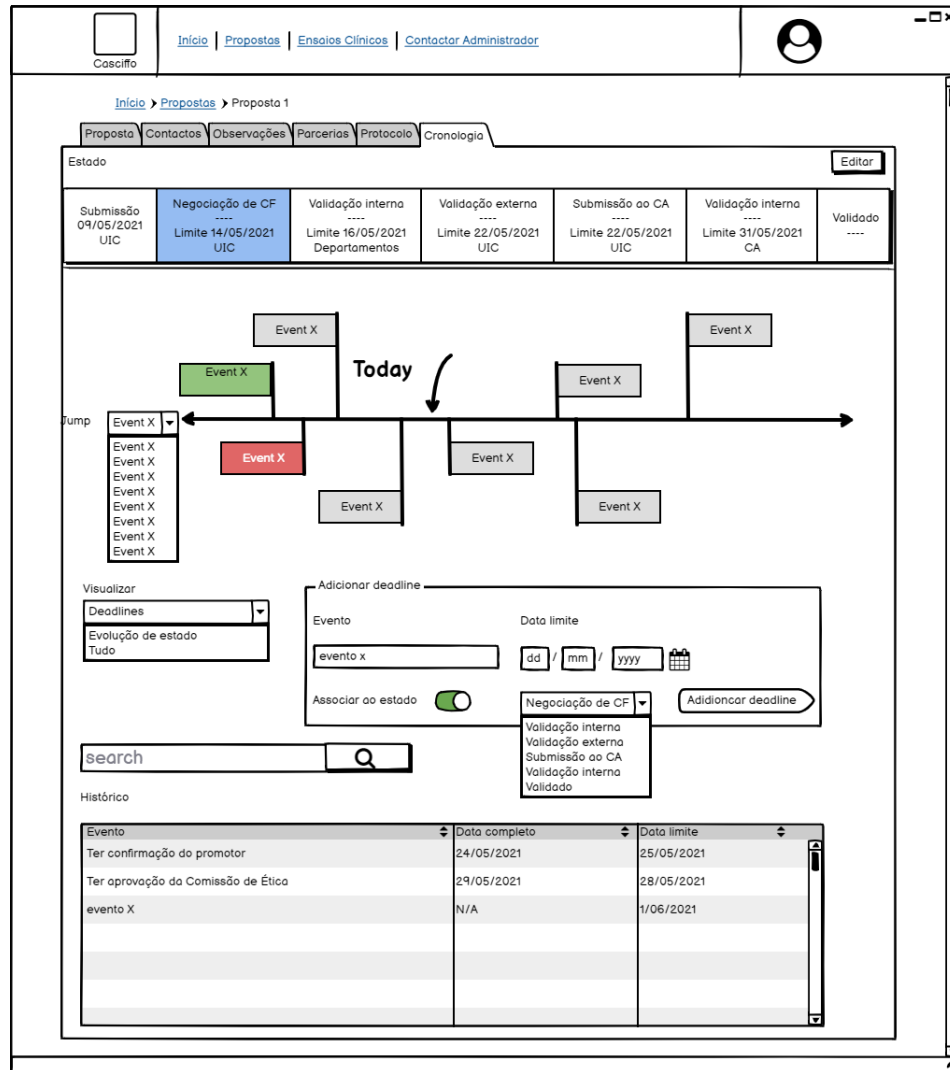 Casciffo
Início
Propostas
Ensaios Clínicos
Contactar Administrador
Início
Propostas
Proposta 1
Proposta
Contactos
Observações
Parcerias
Protocolo
Cronologia
Estado
Editar
Submissão
09/05/2021
UIC
Negociação de CF
----
Limite 14/05/2021
UIC
Validação interna
----
Limite 16/05/2021
Departamentos
Validação externa
----
Limite 22/05/2021
UIC
Submissão ao CA
----
Limite 22/05/2021
UIC
Validação interna
----
Limite 31/05/2021
CA
Validado
----
Event X
Event X
Event X
Today
Event X
Jump
Event X
Event X
Event X
Event X
Event X
Event X
Event X
Event X
Event X
Event X
Event X
Event X
Event X
Visualizar
Deadlines
Evolução de estado
Tudo
Adicionar deadline
Evento
Data limite
evento x
dd / mm / yyyy
Associar ao estado
Negociação de CF
Validação interna
Validação externa
Submissão ao CA
Validação interna
Validado
Adidioncar deadline
search
Histórico
Evento
Data completo
Data limite
Ter confirmação do promotor
24/05/2021
25/05/2021
Ter aprovação da Comissão de Ética
29/05/2021
28/05/2021
evento X
N/A
1/06/2021